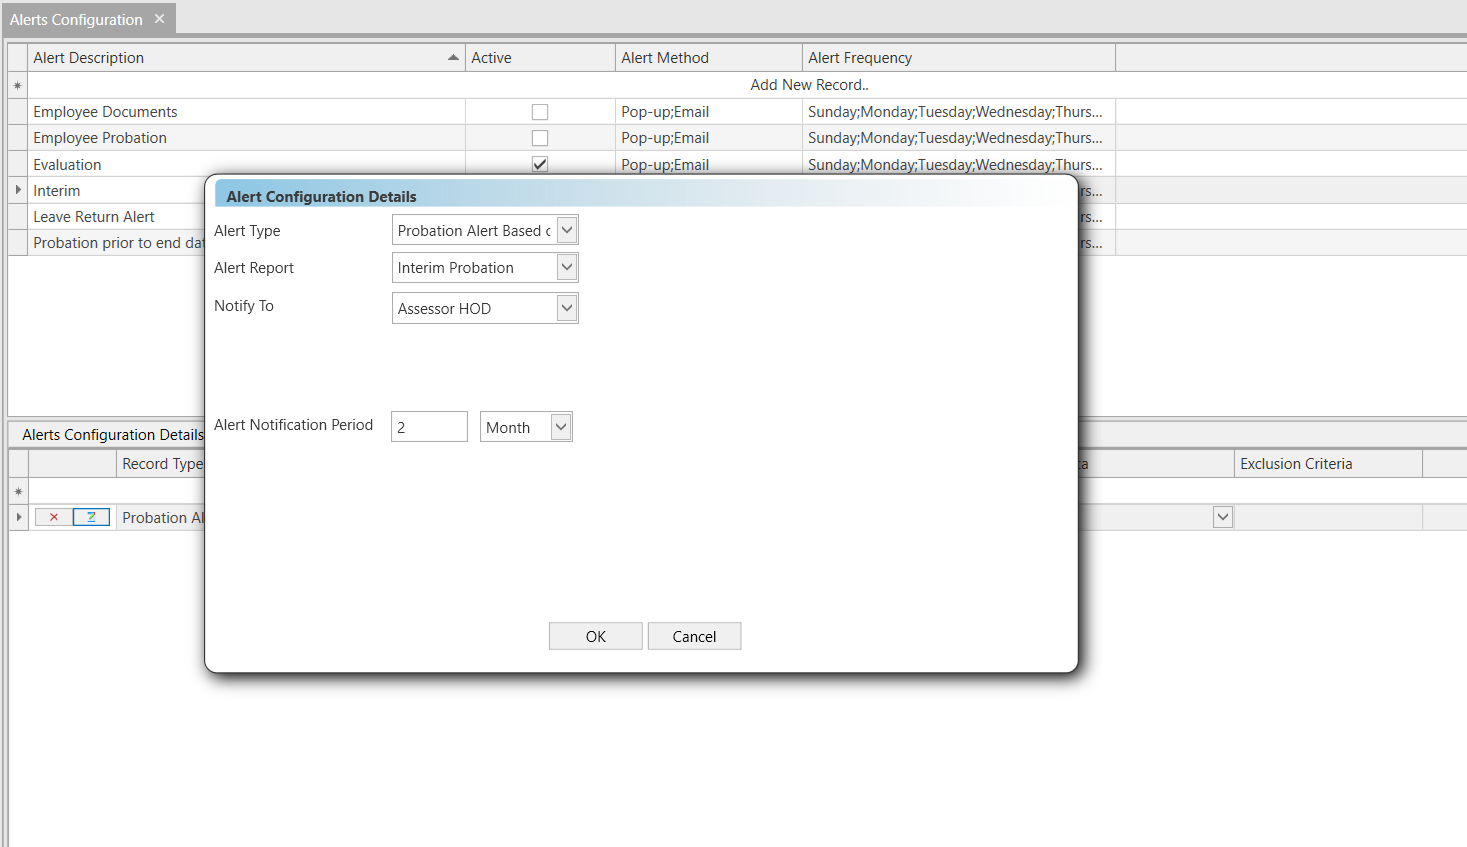 Alerts Configuration ×
Alert Description Active Alert Method Alert Frequency
Add New Record..
Employee Documents Pop-up;Email Sunday;Monday;Tuesday;Wednesday;Thurs...
Employee Probation Pop-up;Email Sunday;Monday;Tuesday;Wednesday;Thurs...
Evaluation Pop-up;Email Sunday;Monday;Tuesday;Wednesday;Thurs...
Interim rs...
Leave Return Alert rs...
Probation prior to end dat rs...
Alert Configuration Details
Alert Type Probation Alert Based o
Alert Report Interim Probation
Notify To Assessor HOD
Alert Notification Period 2 Month
OK Cancel
Alerts Configuration Details
Record Type ta Exclusion Criteria
Probation Al